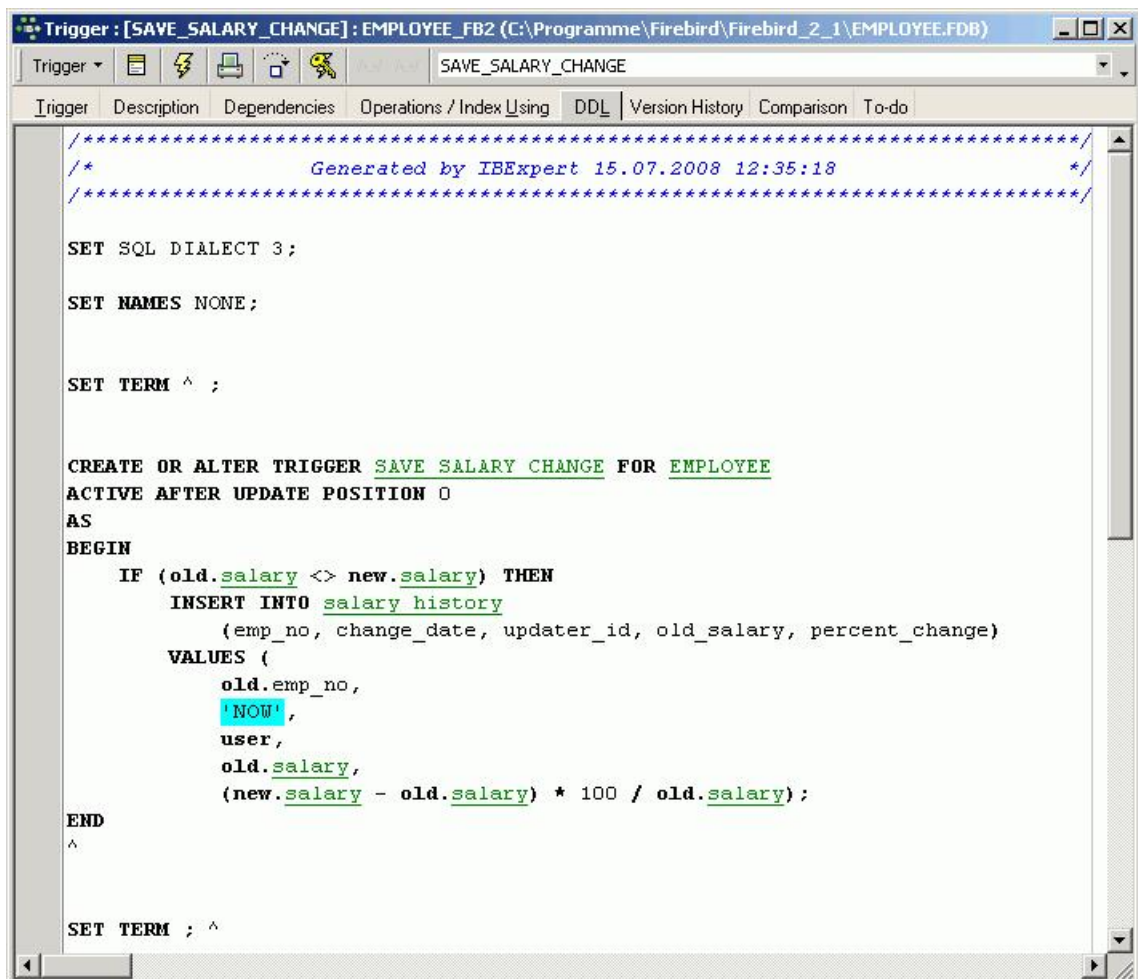 Trigger : [SAVE_SALARY_CHANGE] : EMPLOYEE_FB2 (C:\Programme\Firebird\Firebird_2_1\EMPLOYEE.FDB)
Trigger SAVE_SALARY_CHANGE
Trigger Description Dependencies Operations / Index Using DDL Version History Comparison To-do
/******************************************************************************/
/* Generated by IBExpert 15.07.2008 12:35:18 */
/******************************************************************************/
SET SQL DIALECT 3;
SET NAMES NONE;
SET TERM ^ ;
CREATE OR ALTER TRIGGER SAVE_SALARY_CHANGE FOR EMPLOYEE
ACTIVE AFTER UPDATE POSITION 0
AS
BEGIN
IF (old.salary <> new.salary) THEN
INSERT INTO salary_history
(emp_no, change_date, updater_id, old_salary, percent_change)
VALUES (
old.emp_no,
'NOW',
user,
old.salary,
(new.salary - old.salary) * 100 / old.salary);
END
^
SET TERM ; ^